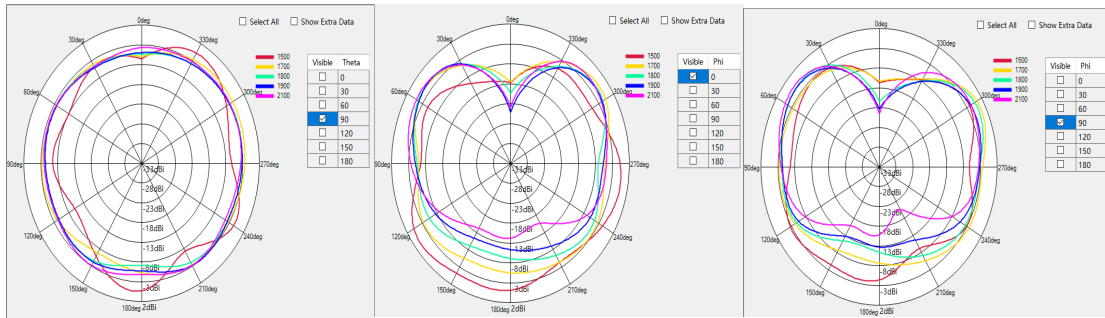 Select All Show Extra Data
0deg
30deg 330deg
60deg 300deg
90deg 270deg
120deg 240deg
150deg 210deg
180deg 2dBi
-33dBi
-28dBi
-23dBi
-18dBi
-13dBi
-8dBi
-3dBi
1500
1700
1800
1900
2100
Visible Theta
0
30
60
90
120
150
180
Select All Show Extra Data
0deg
30deg 330deg
60deg 300deg
90deg 270deg
120deg 240deg
150deg 210deg
180deg 2dBi
-33dBi
-28dBi
-23dBi
-18dBi
-13dBi
-8dBi
-3dBi
1500
1700
1800
1900
2100
Visible Phi
0
30
60
90
120
150
180
Select All Show Extra Data
0deg
30deg 330deg
60deg 300deg
90deg 270deg
120deg 240deg
150deg 210deg
180deg 2dBi
-33dBi
-28dBi
-23dBi
-18dBi
-13dBi
-8dBi
-3dBi
1500
1700
1800
1900
2100
Visible Phi
0
30
60
90
120
150
180